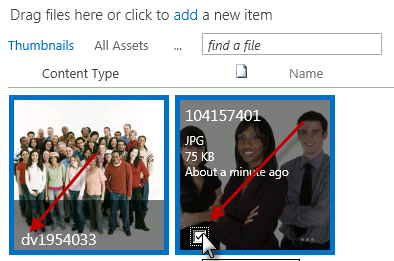 Drag files here or click to add a new item
Thumbnails All Assets ... find a file
Content Type Name
dv1954033
104157401
JPG
75 KB
About a minute ago
...